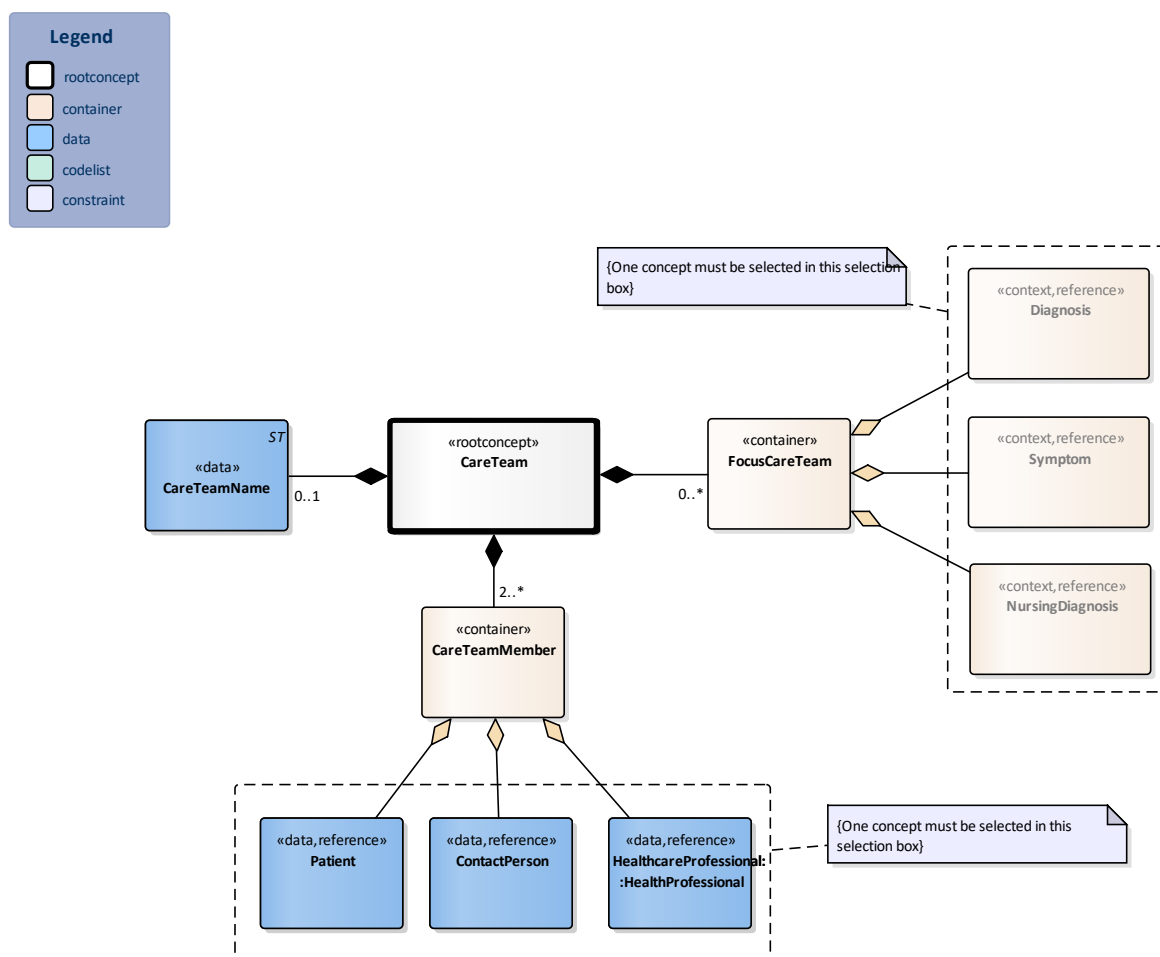 Legend
rootconcept
container
data
codelist
constraint
{One concept must be selected in this selection
box}
«context,reference»
Diagnosis
ST
«data»
CareTeamName
0..1
«rootconcept»
CareTeam
0..*
«container»
FocusCareTeam
«context,reference»
Symptom
«context,reference»
NursingDiagnosis
2..*
«container»
CareTeamMember
«data,reference»
Patient
«data,reference»
ContactPerson
«data,reference»
HealthcareProfessional:
:HealthProfessional
{One concept must be selected in this
selection box}